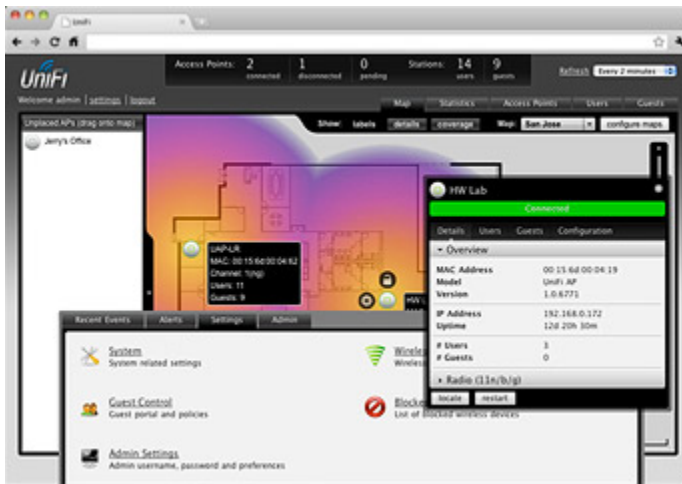 UniFi
UniFi
Access Points: 2 connected 1 disconnected 0 pending Stations: 14 users 9 guests Refresh Every 2 minutes
Welcome admin | settings | logout
Map Statistics Access Points Users Guests
Unplaced APs (drag onto map) Show: labels details coverage Map: San Jose configure maps
Jerry's Office
HW Lab
Connected
Details Users Guests Configuration
Overview
MAC Address 00:15:6d:00:04:19
Model UniFi AP
Version 1.0.6771
IP Address 192.168.0.172
Uptime 12d 20h 30m
# Users 3
# Guests 0
Radio (11n/b/g)
locate restart
UAP-LR
MAC: 00:15:6d:00:04:62
Channel: 1(ng)
Users: 11
Guests: 9
Recent Events Alerts Settings Admin
System
System related settings
Guest Control
Guest portal and policies
Blocke
List of blocked wireless devices
Admin Settings
Admin username, password and preferences
Wirele
Wireless